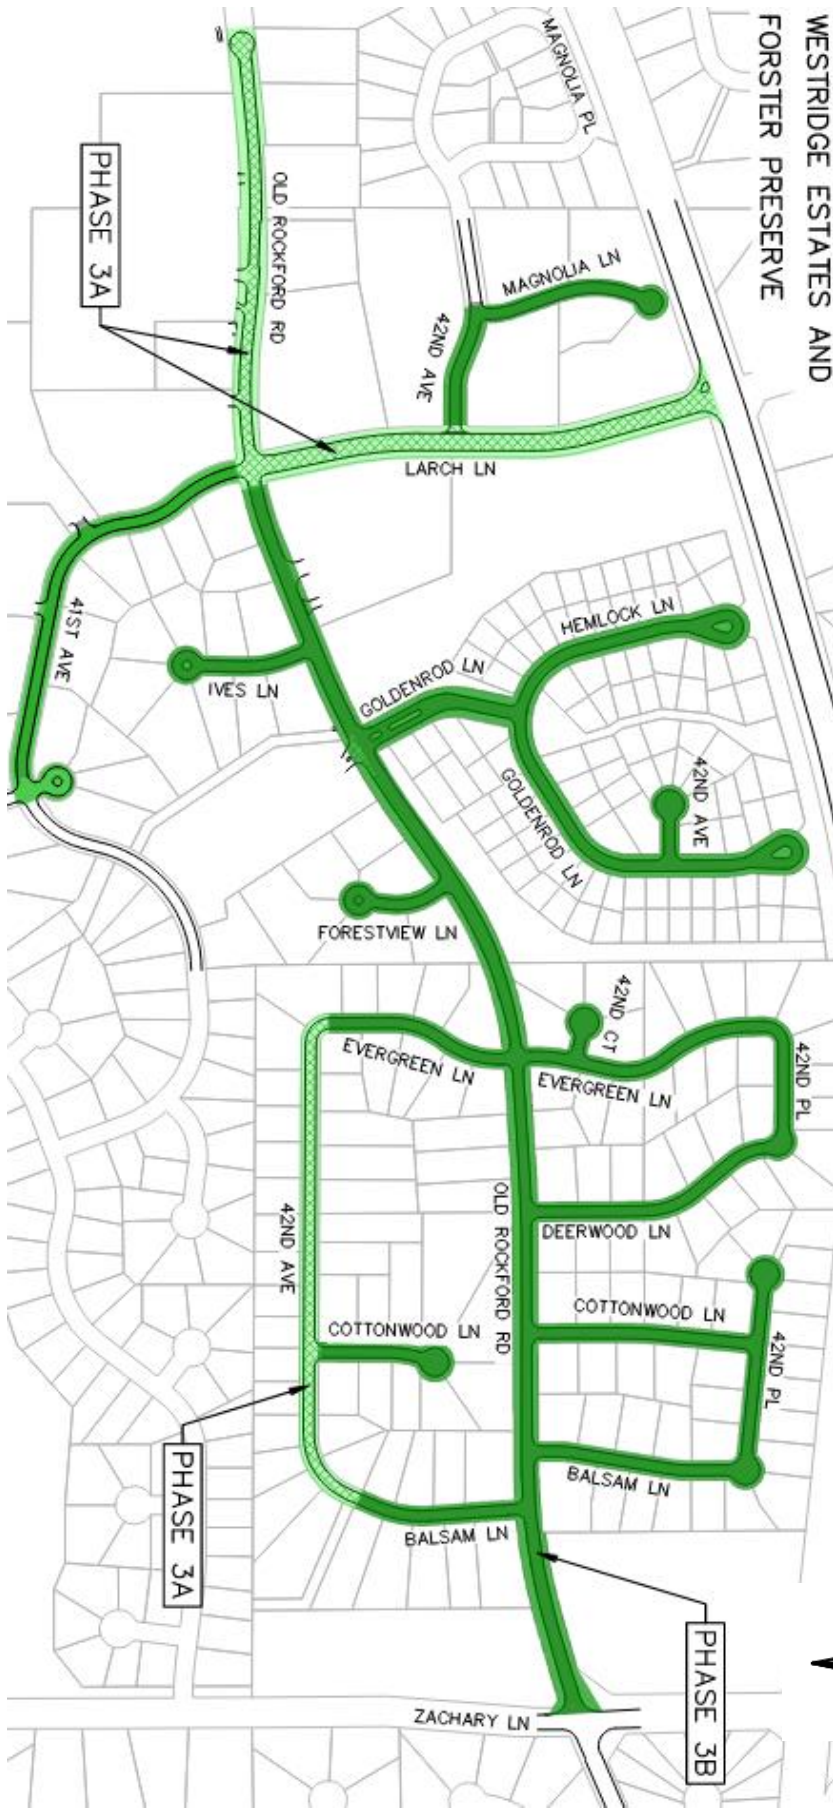 WESTRIDGE ESTATES AND
FORSTER PRESERVE
MAGNOLIA PL
PHASE 3A
OLD ROCKFORD RD
MAGNOLIA LN
42ND AVE
LARCH LN
41ST AVE
IVES LN
HEMLOCK LN
GOLDENROD LN
GOLDENROD LN
42ND AVE
FORESTVIEW LN
42ND CT
EVERGREEN LN
EVERGREEN LN
42ND PL
42ND AVE
OLD ROCKFORD RD
DEERWOOD LN
COTTONWOOD LN
COTTONWOOD LN
42ND PL
PHASE 3A
BALSAM LN
BALSAM LN
PHASE 3B
ZACHARY LN